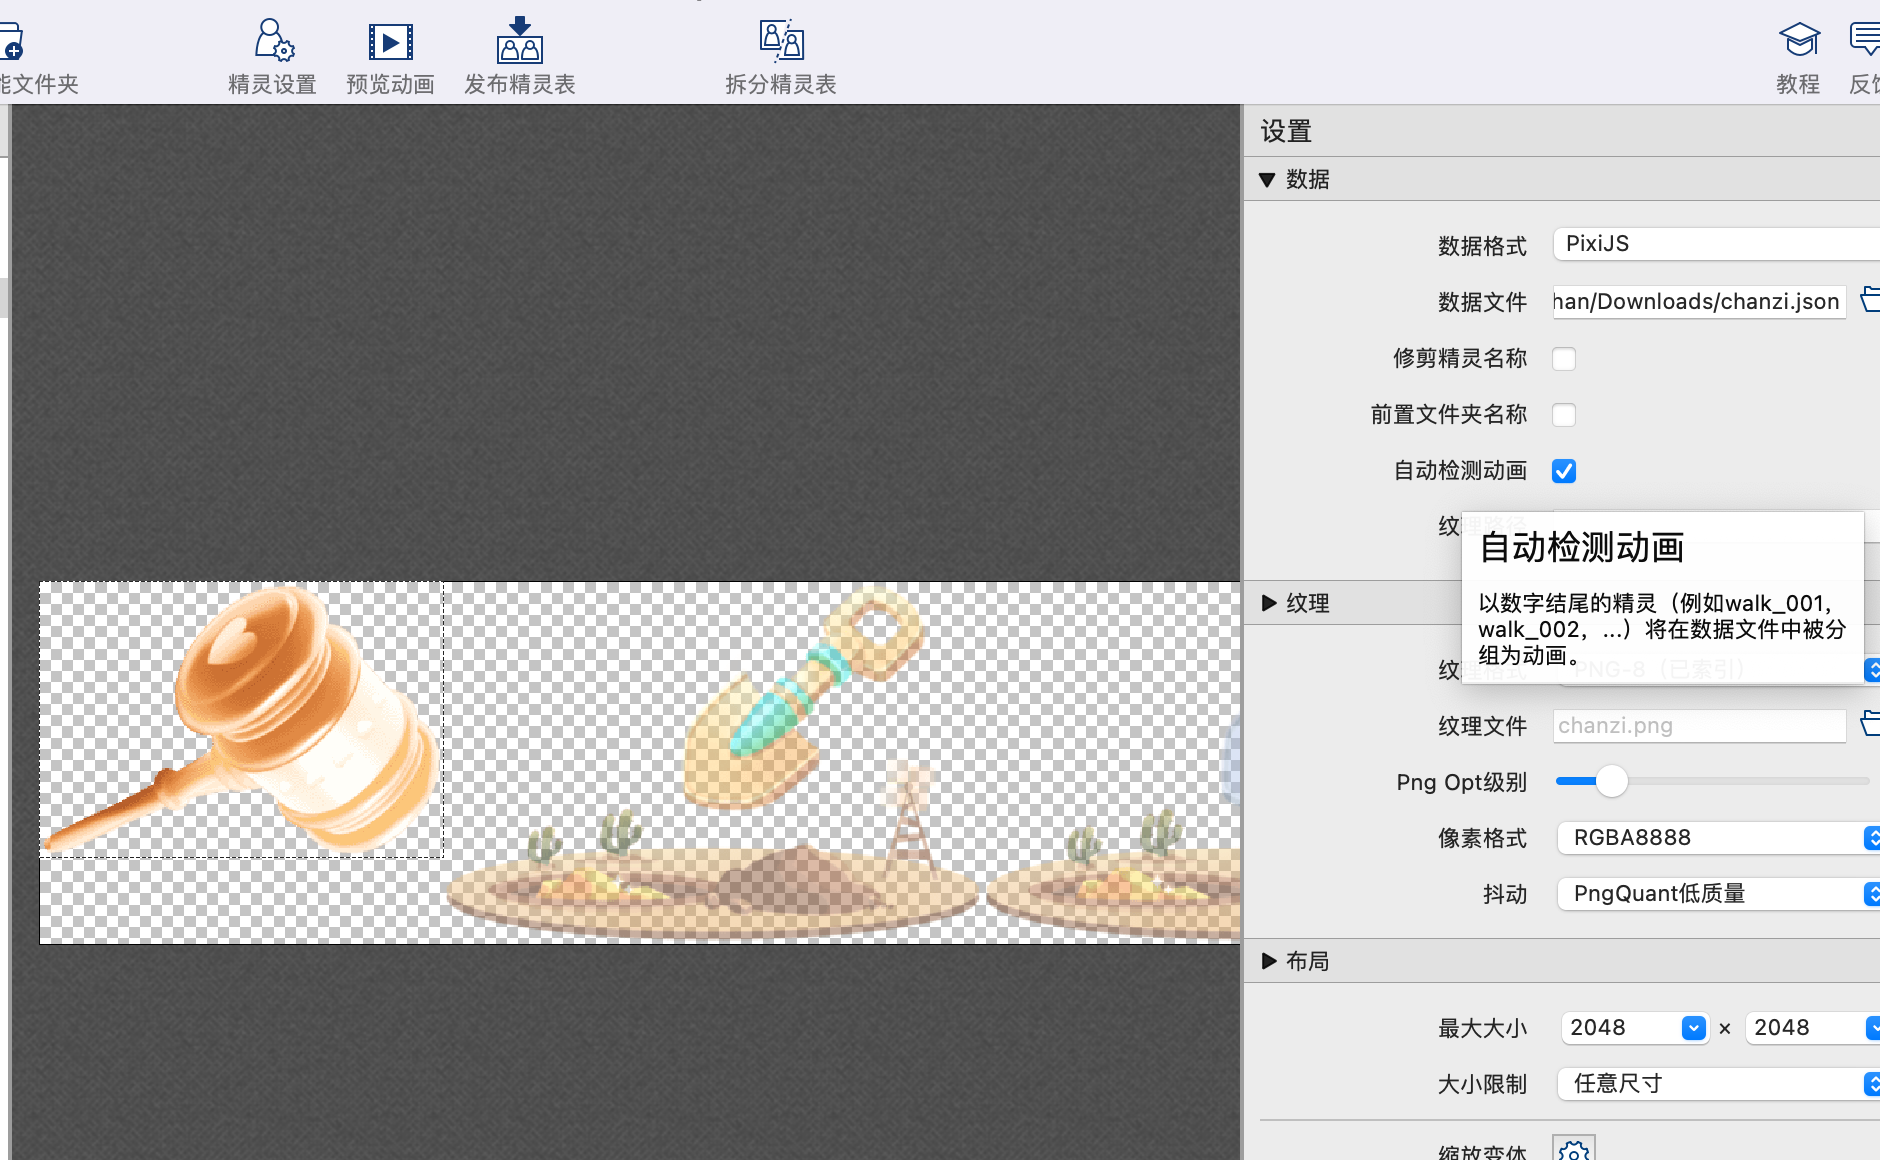 能文件夹
精灵设置
预览动画
发布精灵表
拆分精灵表
教程
反馈
设置
数据
数据格式
PixiJS
数据文件
han/Downloads/chanzi.json
修剪精灵名称
前置文件夹名称
自动检测动画
纹理路径
自动检测动画
以数字结尾的精灵（例如walk_001，
walk_002，...）将在数据文件中被分
组为动画。
纹理
纹理格式
PNG-8（已索引）
纹理文件
chanzi.png
Png Opt级别
像素格式
RGBA8888
抖动
PngQuant低质量
布局
最大大小
2048
×
2048
大小限制
任意尺寸
缩放变体